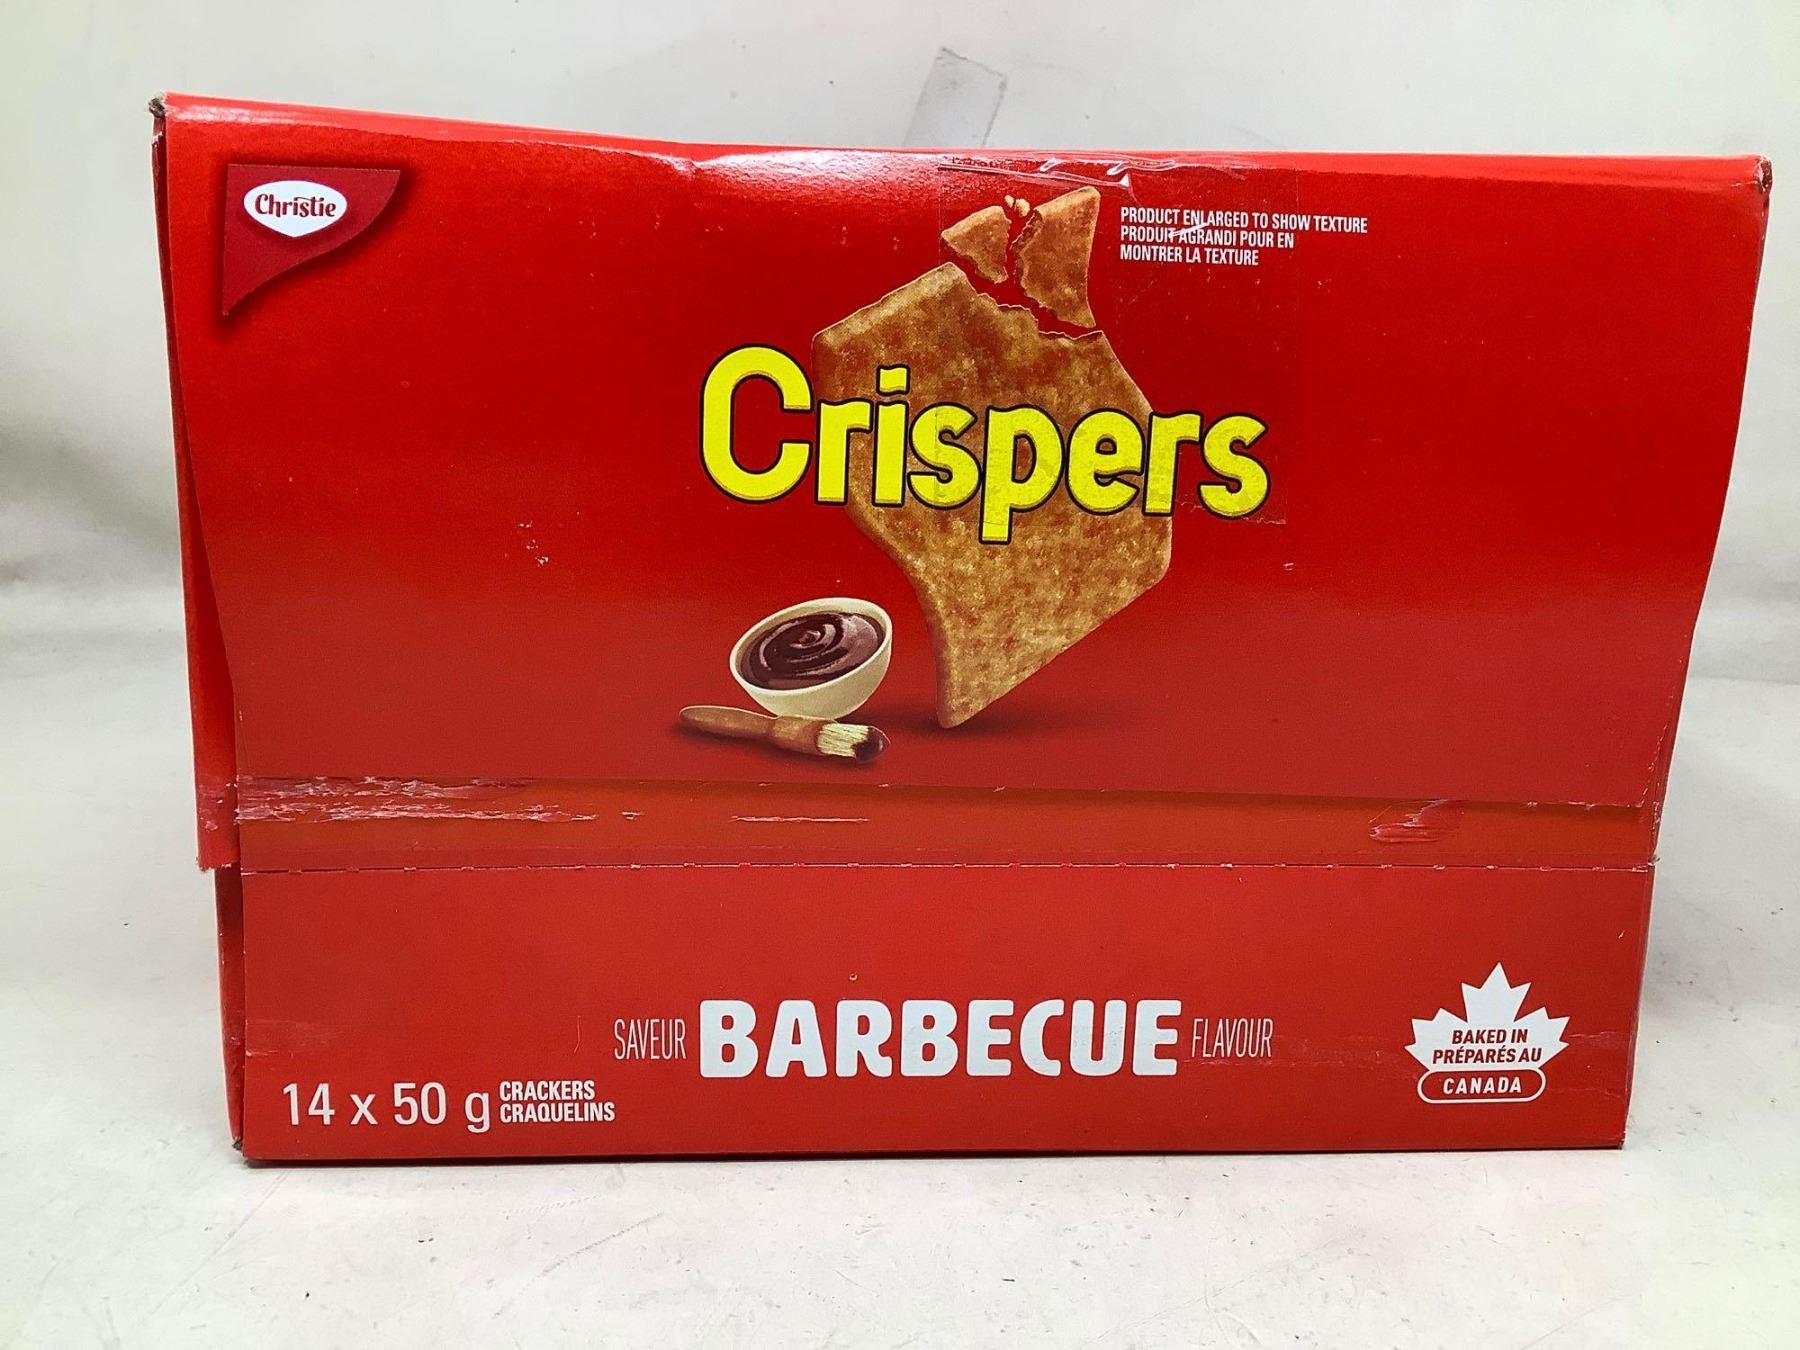 Christie
PRODUCT ENLARGED TO SHOW TEXTURE
PRODUIT AGRANDI POUR EN
MONTRER LA TEXTURE
Crispers
SAVEUR BARBECUE FLAVOUR
14 x 50 g CRACKERS
CRAQUELINS
BAKED IN
PRÉPARÉS AU
CANADA